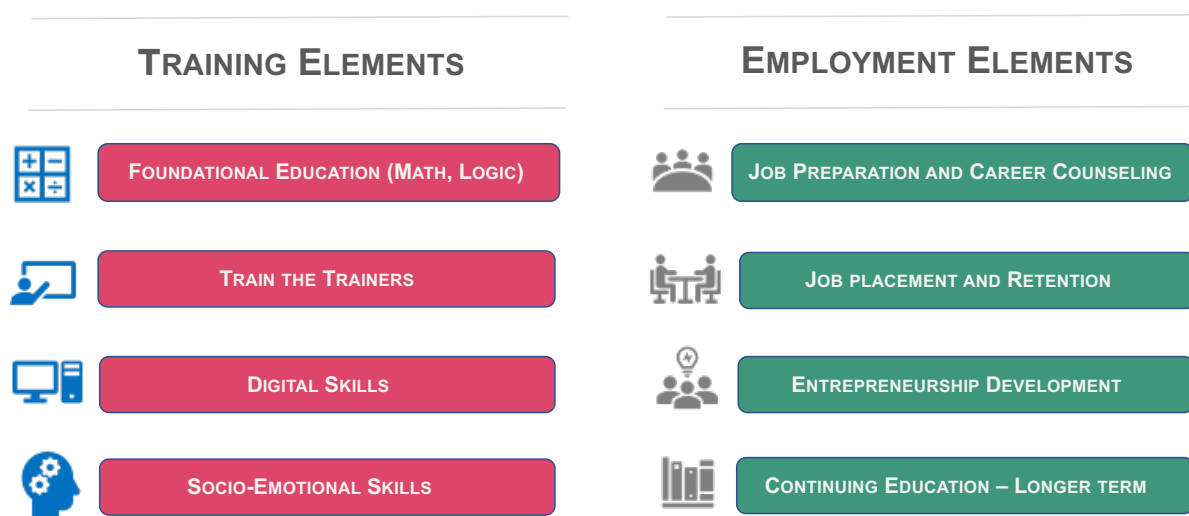 Training Elements
Foundational Education (Math, Logic)
Train the Trainers
Digital Skills
Socio-Emotional Skills
Employment Elements
Job Preparation and Career Counseling
Job placement and Retention
Entrepreneurship Development
Continuing Education – Longer term